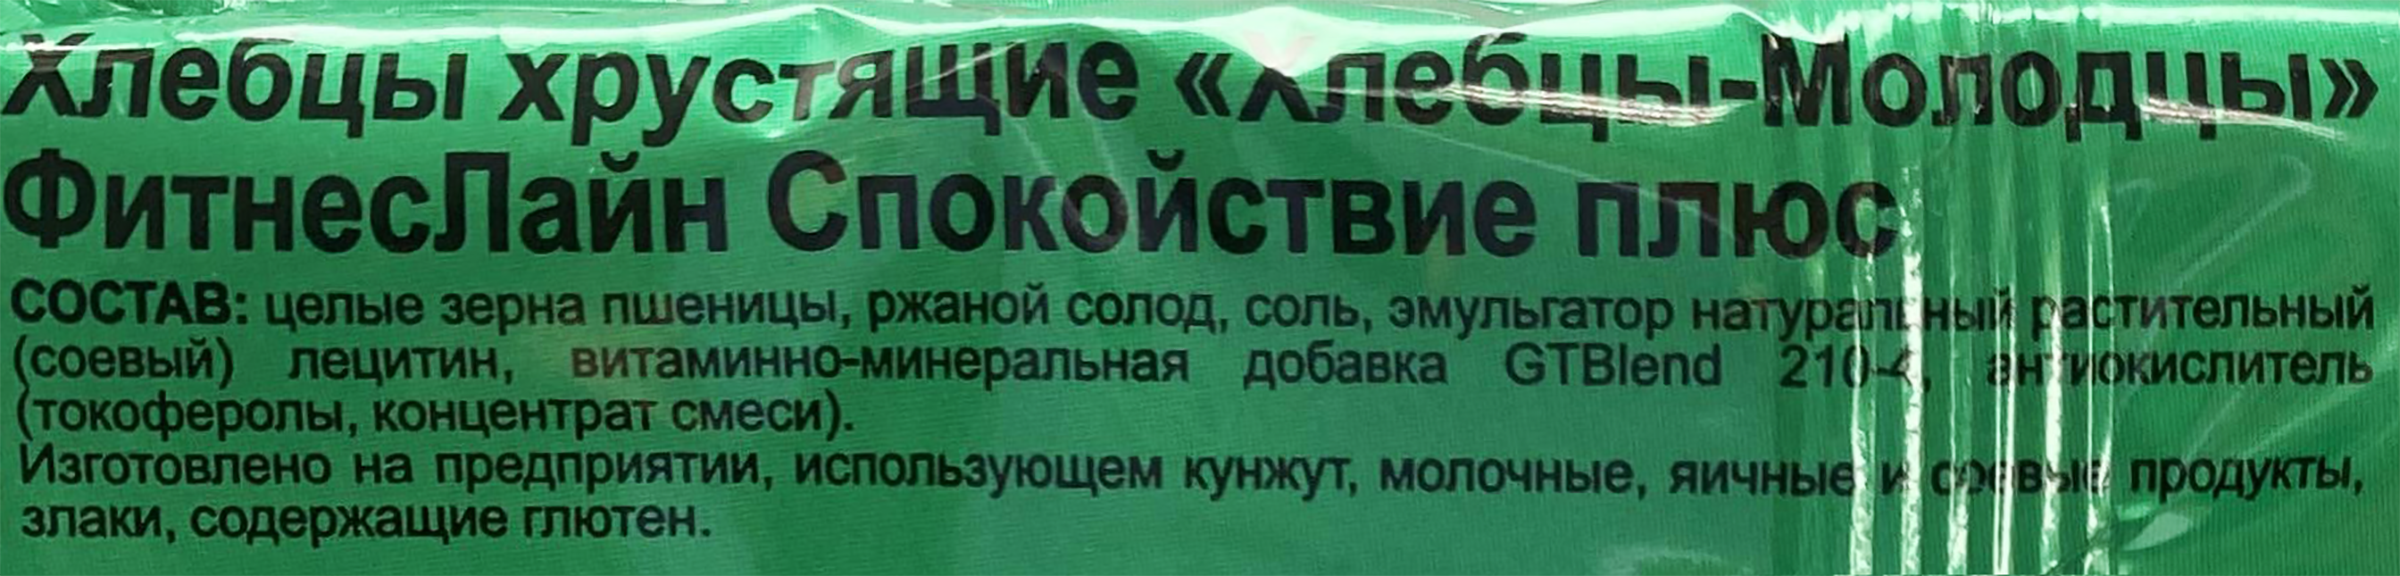 Хлебцы хрустящие «Хлебцы-Молодцы»
ФитнесЛайн Спокойствие плюс
СОСТАВ: целые зерна пшеницы, ржаной солод, соль, эмульгатор натуральный растительный
(соевый) лецитин, витаминно-минеральная добавка GTBlend 210-4, антиокислитель
(токоферолы, концентрат смеси).
Изготовлено на предприятии, использующем кунжут, молочные, яичные и соевые продукты,
злаки, содержащие глютен.